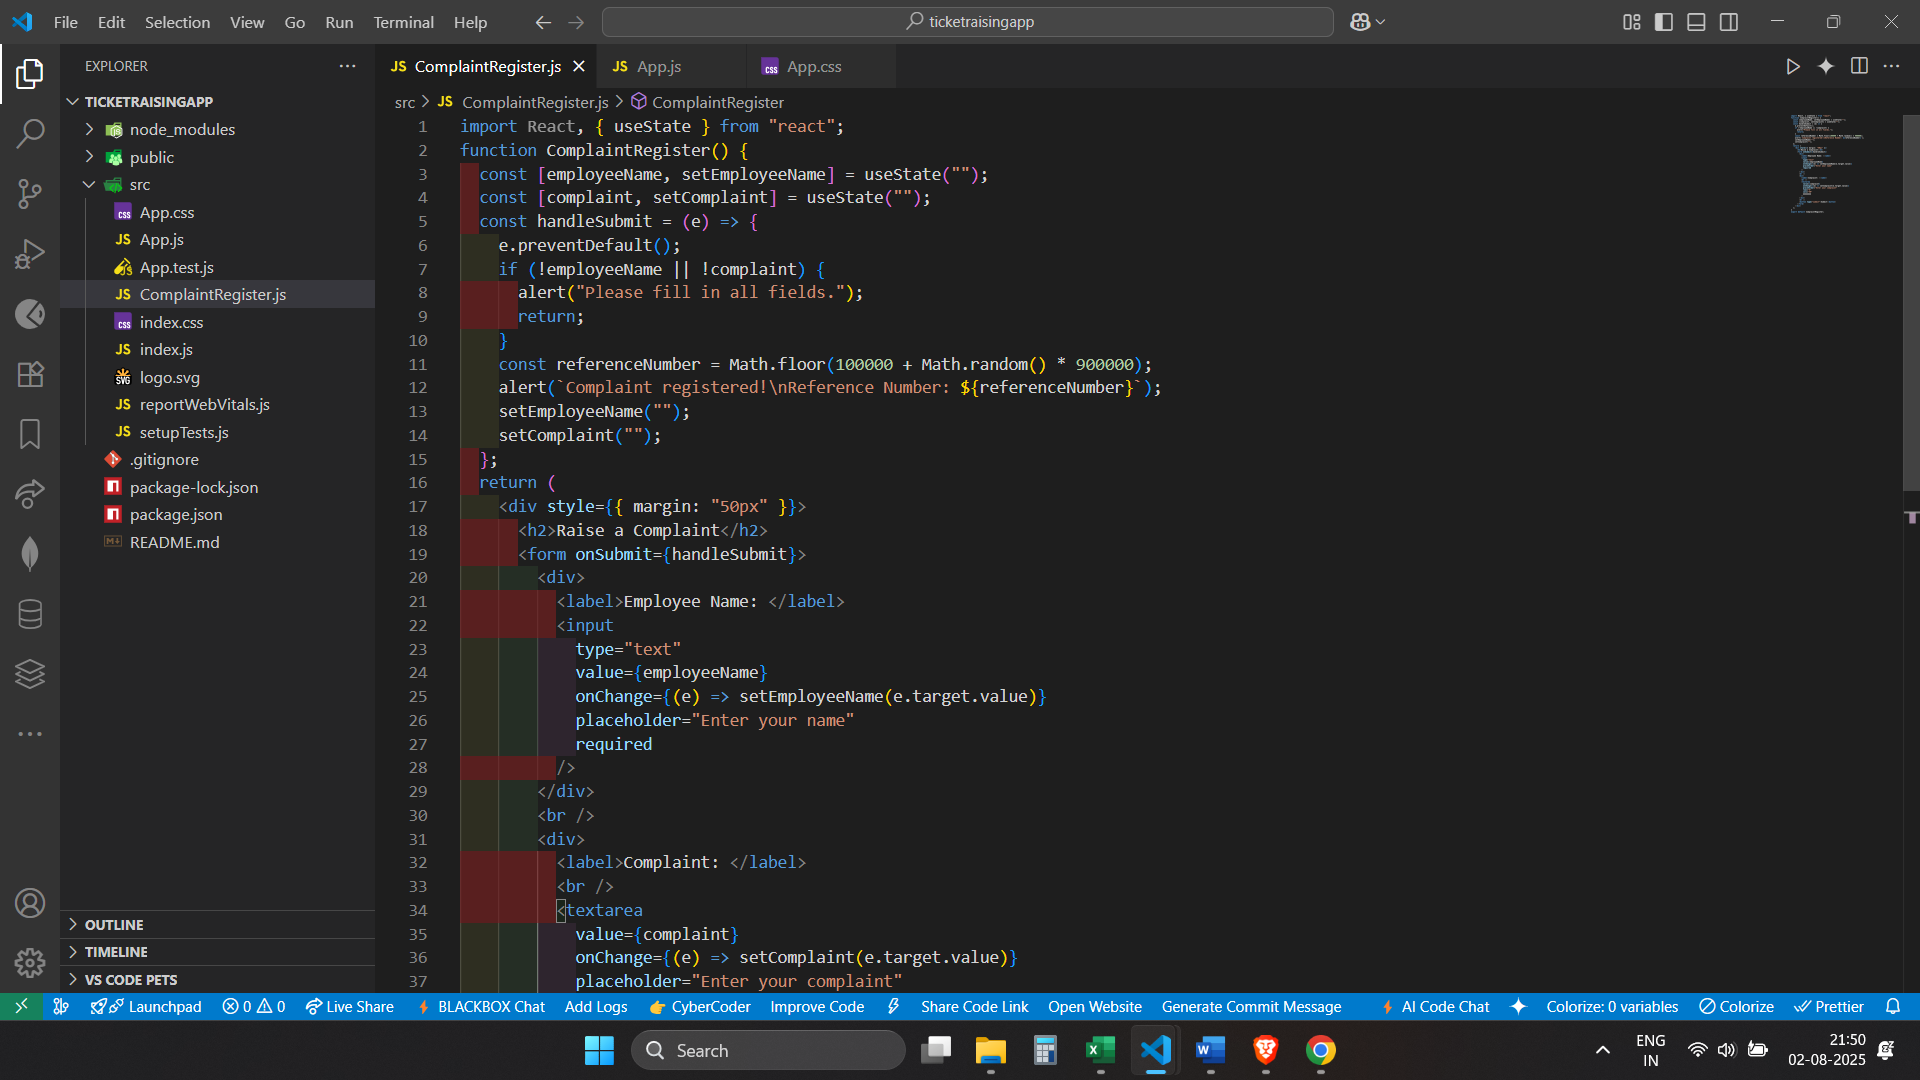 File Edit Selection View Go Run Terminal Help
ticketraisingapp
EXPLORER
TICKETRAISINGAPP
node_modules
public
src
App.css
App.js
App.test.js
ComplaintRegister.js
index.css
index.js
logo.svg
reportWebVitals.js
setupTests.js
.gitignore
package-lock.json
package.json
README.md
OUTLINE
TIMELINE
VS CODE PETS
JS ComplaintRegister.js JS App.js css App.css
src > JS ComplaintRegister.js > ComplaintRegister
1 import React, { useState } from "react";
2 function ComplaintRegister() {
3 const [employeeName, setEmployeeName] = useState("");
4 const [complaint, setComplaint] = useState("");
5 const handleSubmit = (e) => {
6 e.preventDefault();
7 if (!employeeName || !complaint) {
8 alert("Please fill in all fields.");
9 return;
10 }
11 const referenceNumber = Math.floor(100000 + Math.random() * 900000);
12 alert(`Complaint registered!\nReference Number: ${referenceNumber}`);
13 setEmployeeName("");
14 setComplaint("");
15 };
16 return (
17 <div style={{ margin: "50px" }}>
18 <h2>Raise a Complaint</h2>
19 <form onSubmit={handleSubmit}>
20 <div>
21 <label>Employee Name: </label>
22 <input
23 type="text"
24 value={employeeName}
25 onChange={(e) => setEmployeeName(e.target.value)}
26 placeholder="Enter your name"
27 required
28 />
29 </div>
30 <br />
31 <div>
32 <label>Complaint: </label>
33 <br />
34 <textarea
35 value={complaint}
36 onChange={(e) => setComplaint(e.target.value)}
37 placeholder="Enter your complaint"
Launchpad 0 0 Live Share BLACKBOX Chat Add Logs CyberCoder Improve Code Share Code Link Open Website Generate Commit Message AI Code Chat Colorize: 0 variables Colorize Prettier
Search
ENG
IN
21:50
02-08-2025